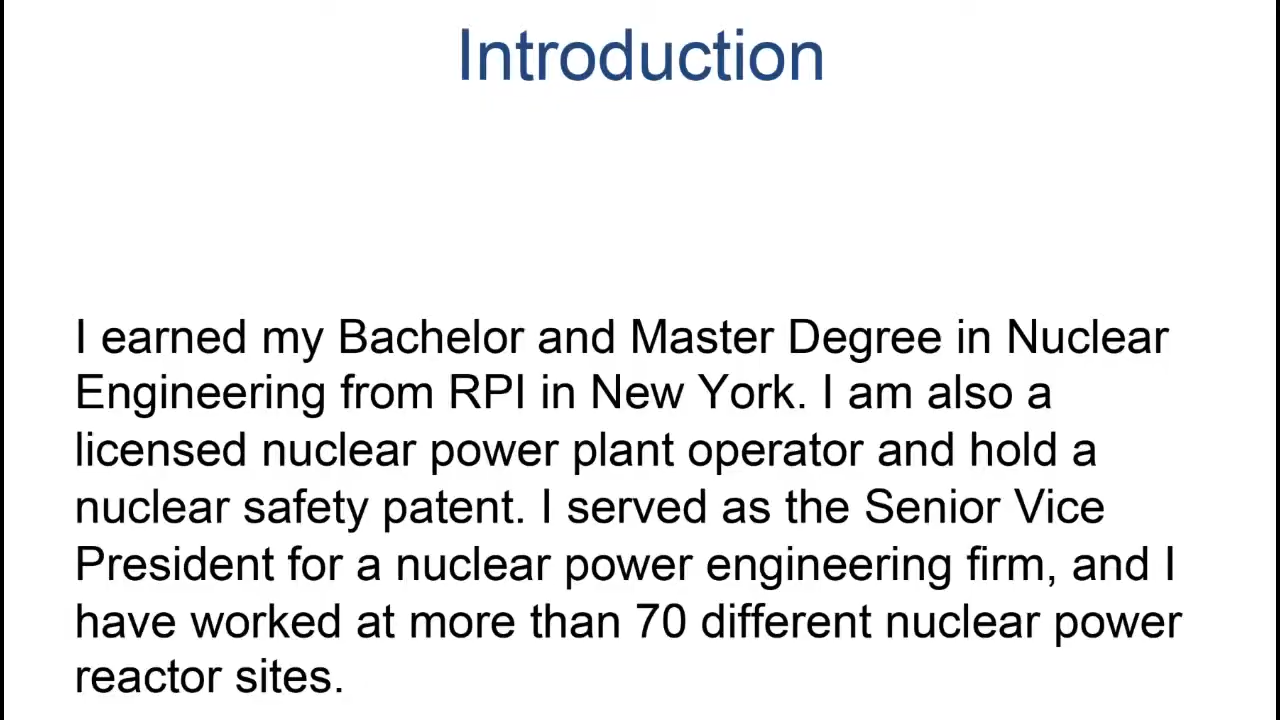 Introduction
I earned my Bachelor and Master Degree in Nuclear
Engineering from RPI in New York. I am also a
licensed nuclear power plant operator and hold a
nuclear safety patent. I served as the Senior Vice
President for a nuclear power engineering firm, and I
have worked at more than 70 different nuclear power
reactor sites.